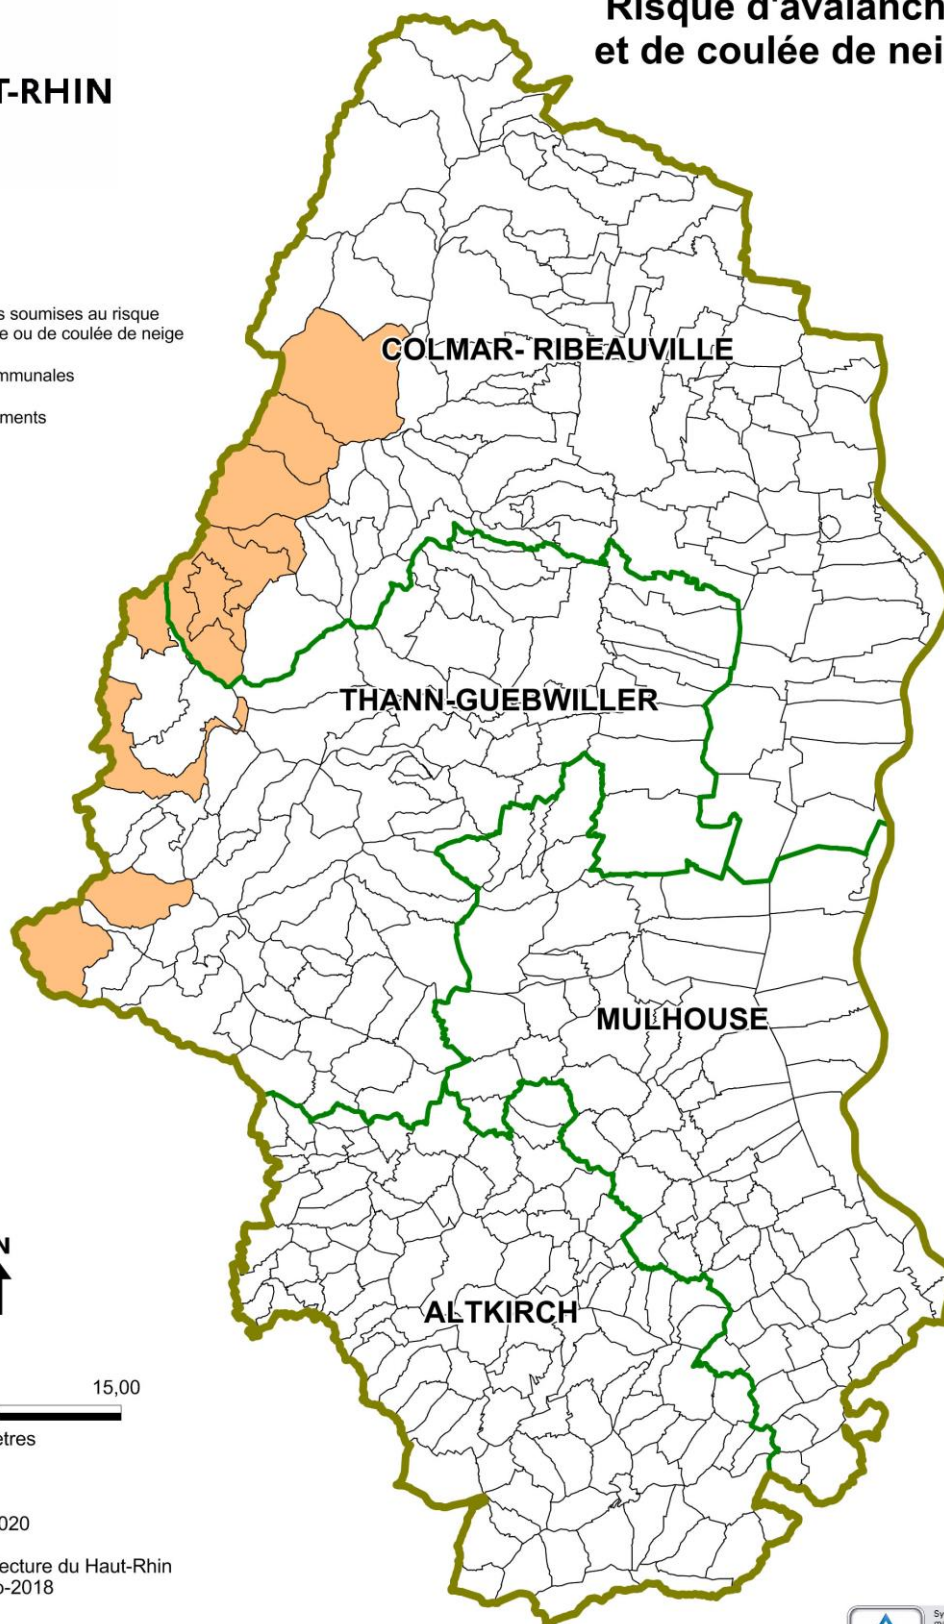 Risque d'avalanch
et de coulée de nei
T-RHIN
s soumises au risque
e ou de coulée de neige
mmunales
ments
COLMAR- RIBEAUVILLE
THANN-GUEBWILLER
MULHOUSE
ALTKIRCH
N
15,00
etres
020
ecture du Haut-Rhin
o-2018